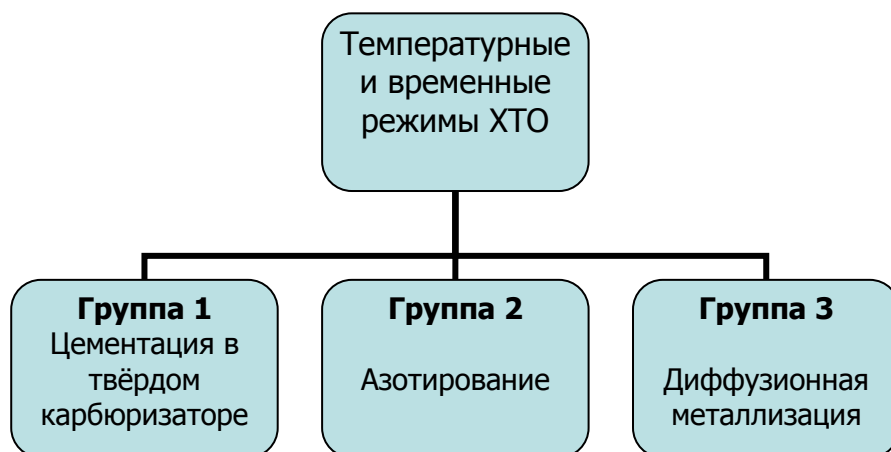 Температурные
и временные
режимы ХТО
Группа 1
Цементация в
твёрдом
карбюризаторе
Группа 2
Азотирование
Группа 3
Диффузионная
металлизация